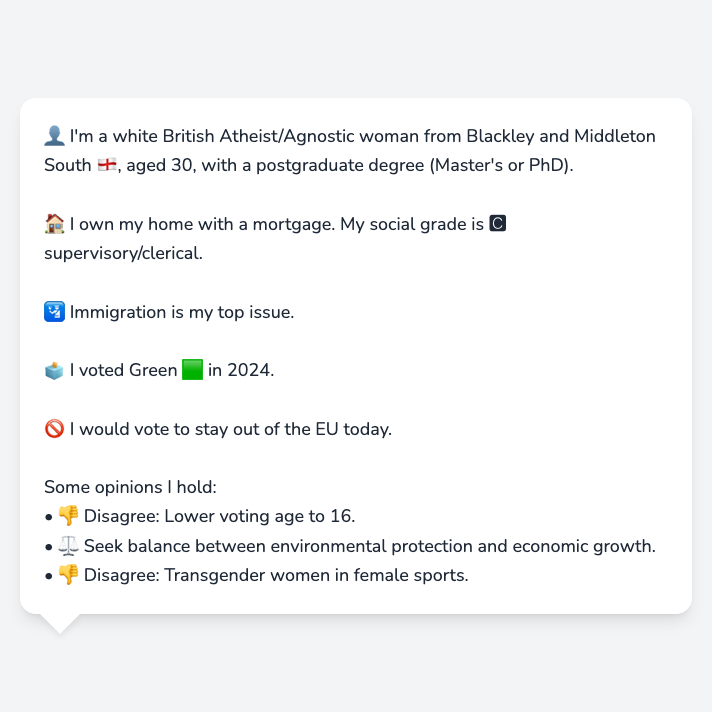 👤 I'm a white British Atheist/Agnostic woman from Blackley and Middleton
South 🏴󠁧󠁢󠁥󠁮󠁧󠁿, aged 30, with a postgraduate degree (Master's or PhD).
🏠 I own my home with a mortgage. My social grade is 🅲
supervisory/clerical.
🛂 Immigration is my top issue.
🗳️ I voted Green 🟩 in 2024.
🚫 I would vote to stay out of the EU today.
Some opinions I hold:
• 👎 Disagree: Lower voting age to 16.
• ⚖️ Seek balance between environmental protection and economic growth.
• 👎 Disagree: Transgender women in female sports.